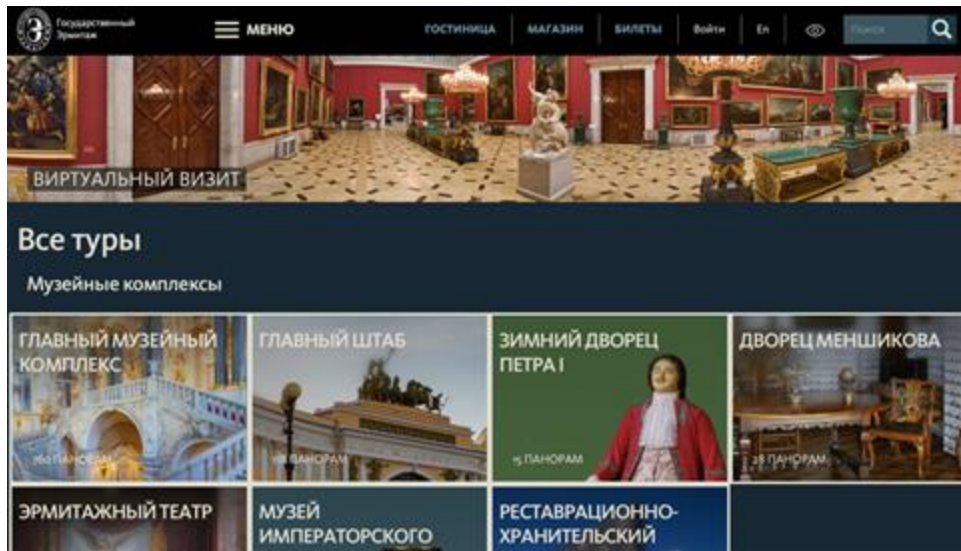 Государственный
Эрмитаж
МЕНЮ
ГОСТИНИЦА
МАГАЗИН
БИЛЕТЫ
Войти
En
Поиск
ВИРТУАЛЬНЫЙ ВИЗИТ
Все туры
Музейные комплексы
ГЛАВНЫЙ МУЗЕЙНЫЙ
КОМПЛЕКС
760 ПАНОРАМ
ГЛАВНЫЙ ШТАБ
ПАНОРАМ
ЗИМНИЙ ДВОРЕЦ
ПЕТРА I
15 ПАНОРАМ
ДВОРЕЦ МЕНШИКОВА
28 ПАНОРАМ
ЭРМИТАЖНЫЙ ТЕАТР
МУЗЕЙ
ИМПЕРАТОРСКОГО
РЕСТАВРАЦИОННО-
ХРАНИТЕЛЬСКИЙ